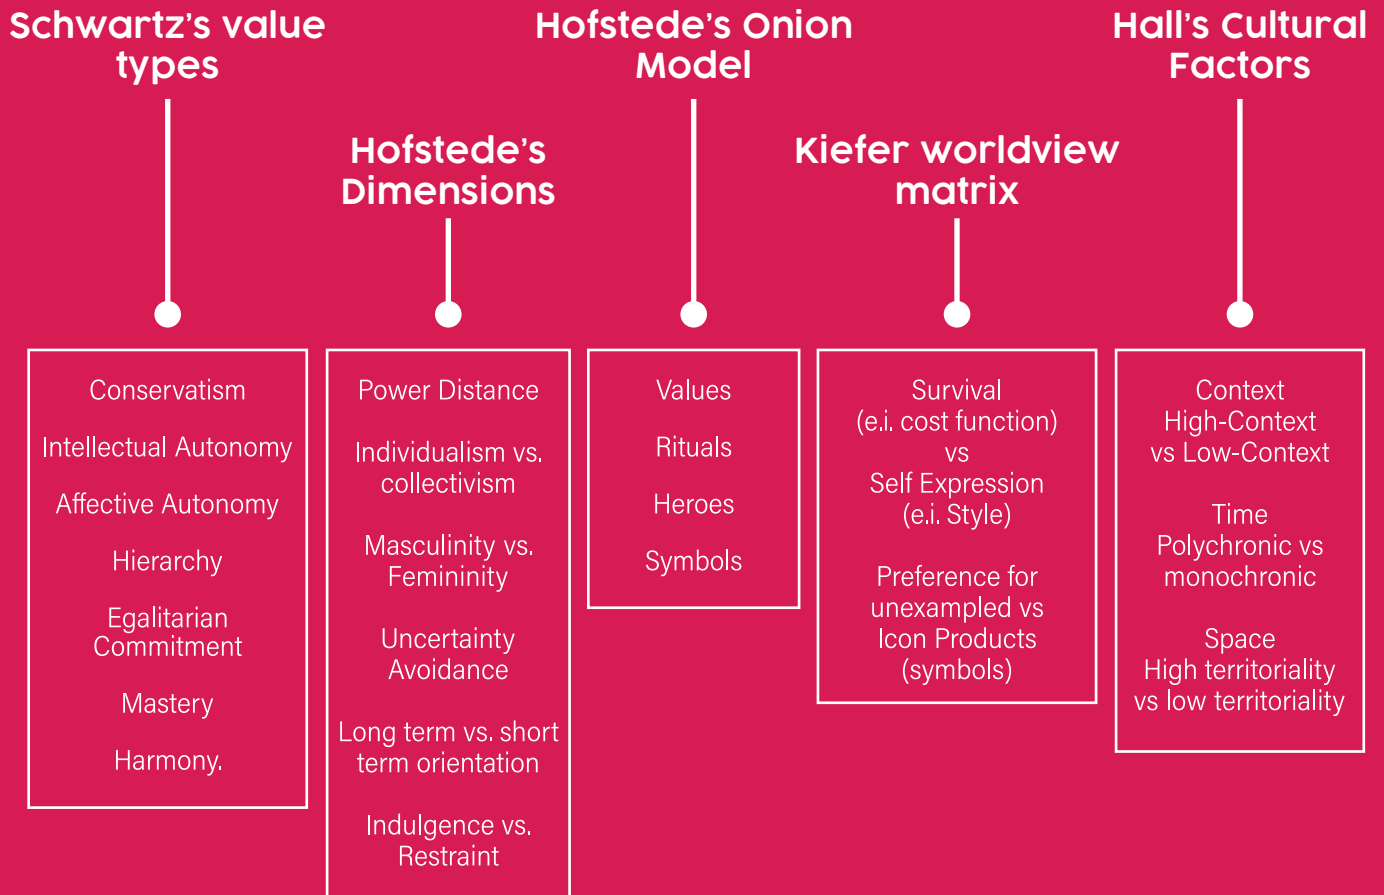 Schwartz's value
types
Conservatism
Intellectual Autonomy
Affective Autonomy
Hierarchy
Egalitarian
Commitment
Mastery
Harmony.
Hofstede's
Dimensions
Power Distance
Individualism vs.
collectivism
Masculinity vs.
Femininity
Uncertainty
Avoidance
Long term vs. short
term orientation
Indulgence vs.
Restraint
Hofstede's Onion
Model
Values
Rituals
Heroes
Symbols
Kiefer worldview
matrix
Survival
(e.i. cost function)
vs
Self Expression
(e.i. Style)
Preference for
unexampled vs
Icon Products
(symbols)
Hall's Cultural
Factors
Context
High-Context
vs Low-Context
Time
Polychronic vs
monochronic
Space
High territoriality
vs low territoriality